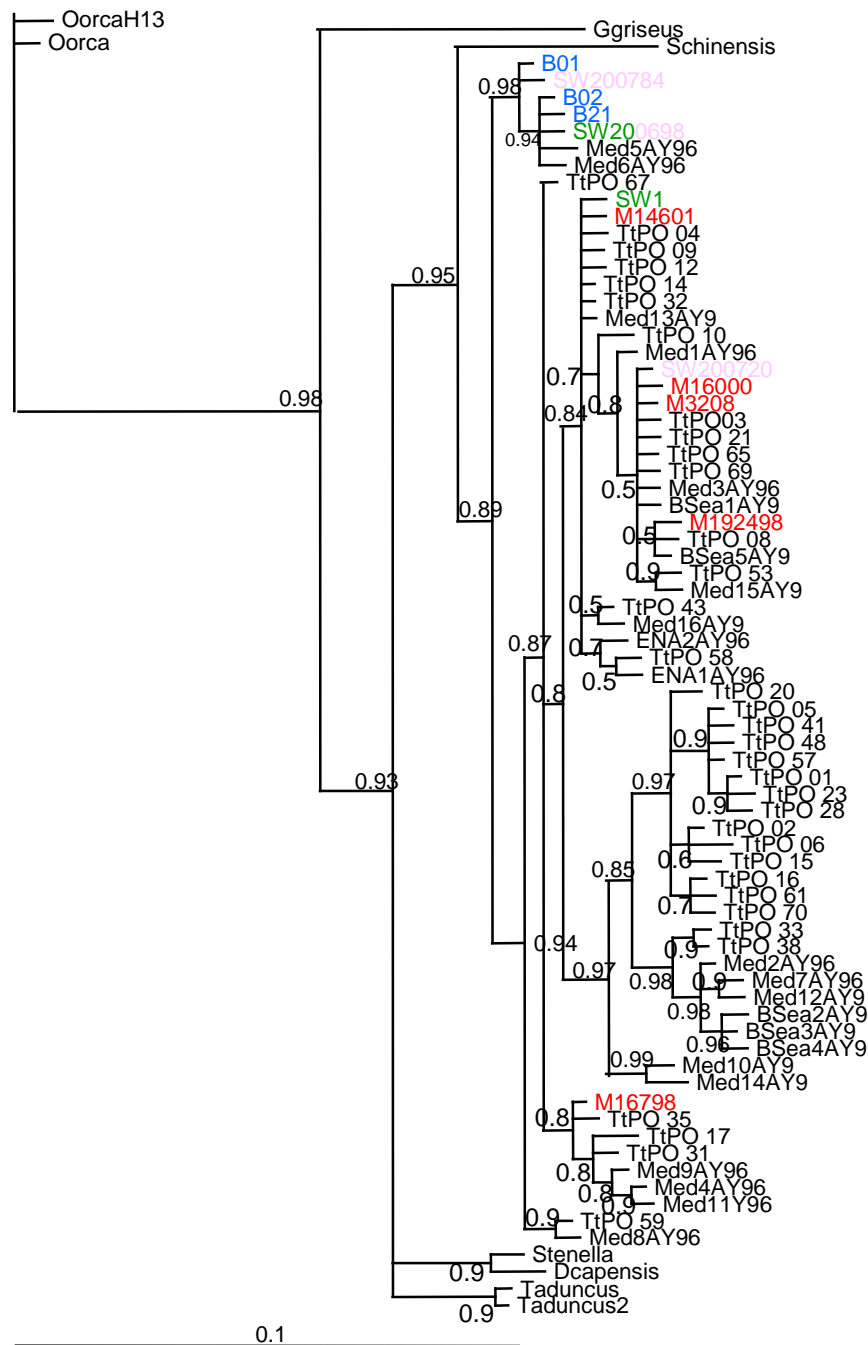 OorcaH13
Ggriseus
Oorca
Schinensis
B01
0.98
SW200784
B02
B21
SW200698
0.94
Med5AY96
Med6AY96
TtPO 67
SW1
M14601
TtPO 04
TtPO 09
TtPO 12
0.95
TtPO 14
TtPO 32
Med13AY9
TtPO 10
Med1AY96
SW200720
0.7
M16000
0.98
0.8
M3208
0.84
TtPO03
TtPO 21
TtPO 65
TtPO 69
0.5
Med3AY96
BSea1AY9
0.89
M192498
0.5
TtPO 08
BSea5AY9
0.9
TtPO 53
Med15AY9
0.5
TtPO 43
Med16AY9
0.87
0.7
ENA2AY96
TtPO 58
0.5
ENA1AY96
0.8
TtPO 20
TtPO 05
TtPO 41
0.9
TtPO 48
TtPO 57
0.93
0.97
TtPO 01
TtPO 23
0.9
TtPO 28
TtPO 02
TtPO 06
0.6
TtPO 15
0.85
TtPO 16
TtPO 61
0.7
TtPO 70
TtPO 33
0.94
0.9
TtPO 38
Med2AY96
0.97
0.98
0.9
Med7AY96
Med12AY9
0.98
BSea2AY9
BSea3AY9
0.96
BSea4AY9
0.99
Med10AY9
Med14AY9
M16798
0.8
TtPO 35
TtPO 17
TtPO 31
0.8
Med9AY96
0.8
Med4AY96
0.9
Med11Y96
0.9
TtPO 59
Med8AY96
Stenella
0.9
Dcapensis
Taduncus
0.9
Taduncus2
0.1